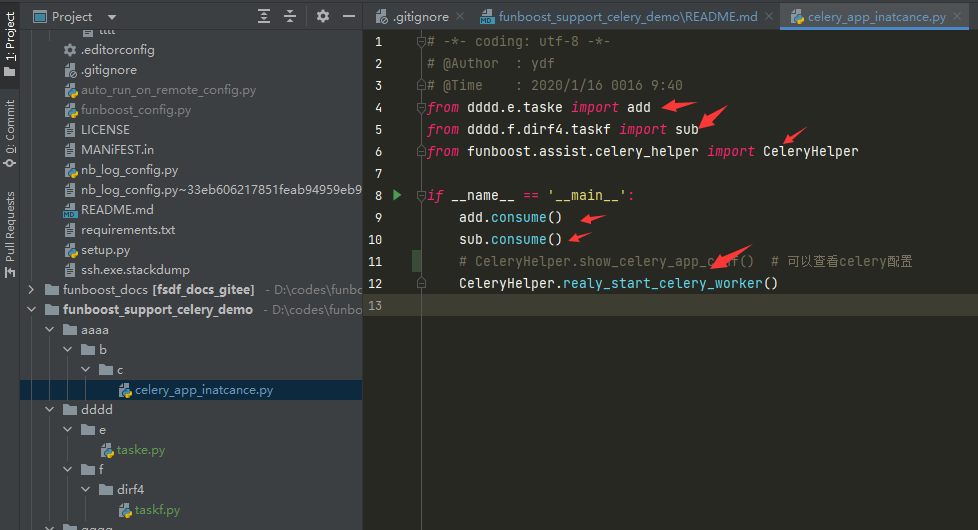 Project
.gitignore
funboost_support_celery_demo\README.md
celery_app_inatcance.py
1: Project
0: Commit
Pull Requests
.editorconfig
.gitignore
auto_run_on_remote_config.py
funboost_config.py
LICENSE
MANiFEST.in
nb_log_config.py
nb_log_config.py~33eb606217851feab94959eb9
README.md
requirements.txt
setup.py
ssh.exe.stackdump
funboost_docs [fsdf_docs_gitee] - D:\codes\funbo
funboost_support_celery_demo - D:\codes\funbo
aaaa
b
c
celery_app_inatcance.py
dddd
e
taske.py
f
dirf4
taskf.py
1 # -*- coding: utf-8 -*-
2 # @Author : ydf
3 # @Time : 2020/1/16 0016 9:40
4 from dddd.e.taske import add
5 from dddd.f.dirf4.taskf import sub
6 from funboost.assist.celery_helper import CeleryHelper
7
8 if __name__ == '__main__':
9 add.consume()
10 sub.consume()
11 # CeleryHelper. () # 可以查看celery配置
12 CeleryHelper.realy_start_celery_worker()
13